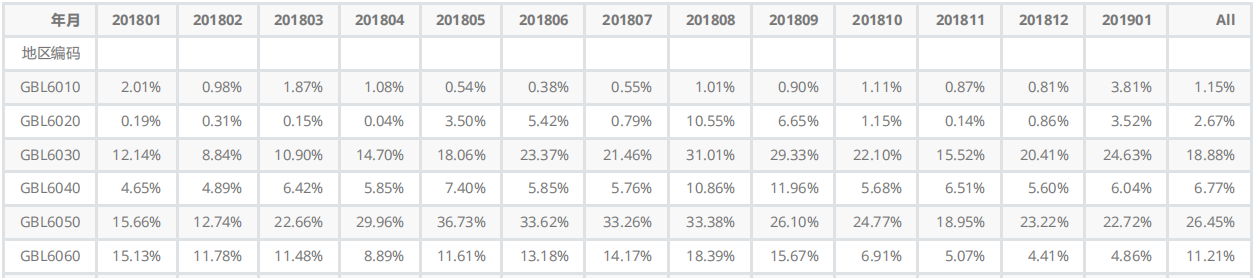 年月 201801 201802 201803 201804 201805 201806 201807 201808 201809 201810 201811 201812 201901 All
地区编码
GBL6010 2.01% 0.98% 1.87% 1.08% 0.54% 0.38% 0.55% 1.01% 0.90% 1.11% 0.87% 0.81% 3.81% 1.15%
GBL6020 0.19% 0.31% 0.15% 0.04% 3.50% 5.42% 0.79% 10.55% 6.65% 1.15% 0.14% 0.86% 3.52% 2.67%
GBL6030 12.14% 8.84% 10.90% 14.70% 18.06% 23.37% 21.46% 31.01% 29.33% 22.10% 15.52% 20.41% 24.63% 18.88%
GBL6040 4.65% 4.89% 6.42% 5.85% 7.40% 5.85% 5.76% 10.86% 11.96% 5.68% 6.51% 5.60% 6.04% 6.77%
GBL6050 15.66% 12.74% 22.66% 29.96% 36.73% 33.62% 33.26% 33.38% 26.10% 24.77% 18.95% 23.22% 22.72% 26.45%
GBL6060 15.13% 11.78% 11.48% 8.89% 11.61% 13.18% 14.17% 18.39% 15.67% 6.91% 5.07% 4.41% 4.86% 11.21%